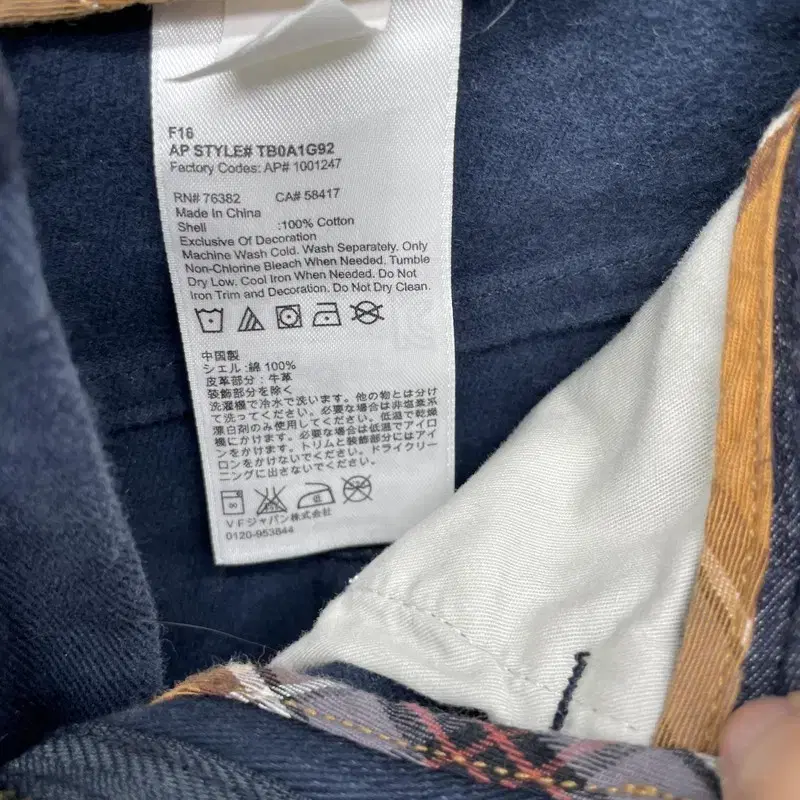 F16
AP STYLE# TB0A1G92
Factory Codes: AP# 1001247
RN# 76382 CA# 58417
Made In China
Shell :100% Cotton
Exclusive Of Decoration
Machine Wash Cold. Wash Separately. Only
Non-Chlorine Bleach When Needed. Tumble
Dry Low. Cool Iron When Needed. Do Not
Iron Trim and Decoration. Do Not Dry Clean.
中国製
シェル :綿 100%
皮革部分 : 牛革
装飾部分を除く
洗濯機で冷水で洗います。他の物とは分け
て洗ってください。必要な場合は非塩素系
漂白剤のみ使用してください。低温で乾燥
機にかけます。必要な場合は低温でアイロ
ンをかけます。トリムと装飾部分にはアイ
ロンをかけないでください。ドライクリー
ニングに出さないでください。
VFジャパン株式会社
0120-953844